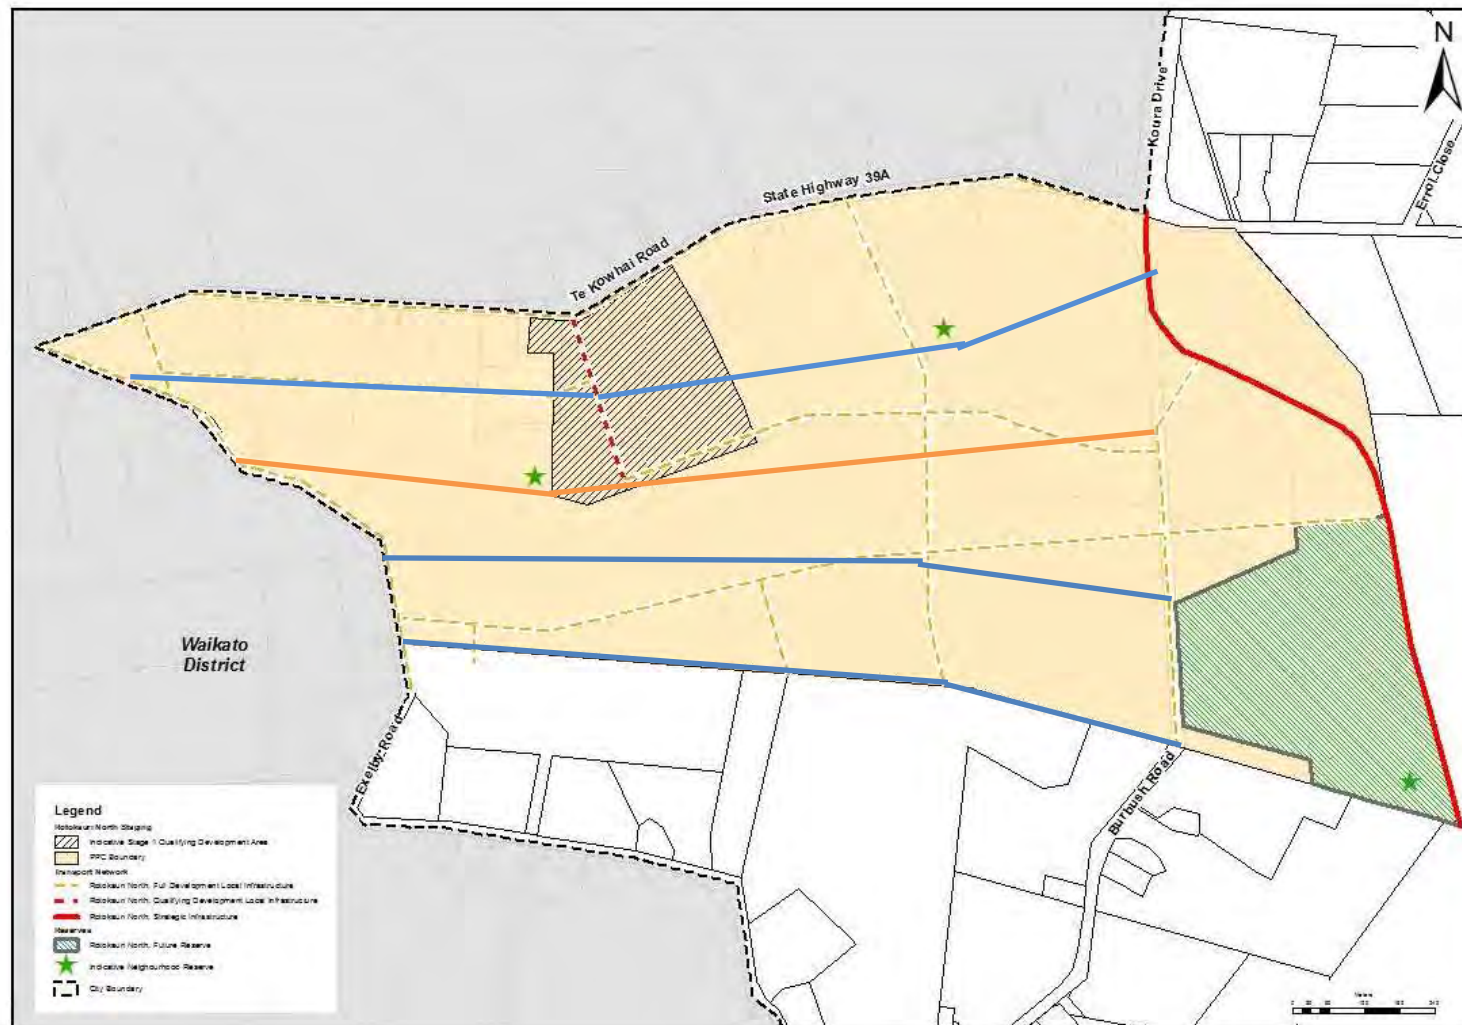 N
Koura Drive
Errol Close
State Highway 39A
Te Kowhai Road
Waikato
District
Exelby Road
Burbush Road
Legend
Rotokauri North Staging
Indicative Stage 1 Qualifying Development Area
PPC Boundary
Transport Network
Rotokauri North, Full Development Local Infrastructure
Rotokauri North, Qualifying Development Local Infrastructure
Rotokauri North, Strategic Infrastructure
Reserves
Rotokauri North, Future Reserve
Indicative Neighbourhood Reserve
City Boundary
Meters